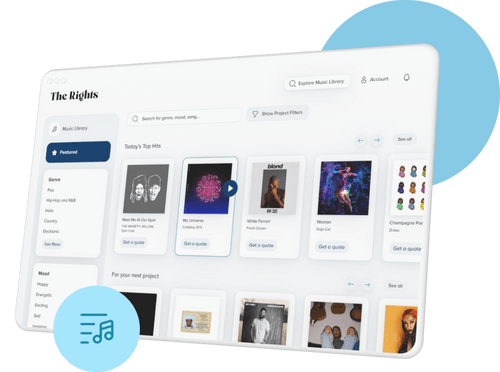 The Rights
Explore Music Library
Account
Music Library
Search for genre, mood, song...
Show Project Filters
Featured
Today's Top Hits
See all
Genre
Pop
Hip-Hop and R&B
Indie
Country
Electronic
See More
blond
Meet Me At Our Spot
THE ANXIETY, WILLOW,
Tyler Cole
Get a quote
My Universe
Coldplay, BTS
Get a quote
White Ferrari
Frank Ocean
Get a quote
Woman
Doja Cat
Get a quote
Champagne Poe
Drake
Get a quote
For your next project
See all
Mood
Happy
Energetic
Exciting
Sad